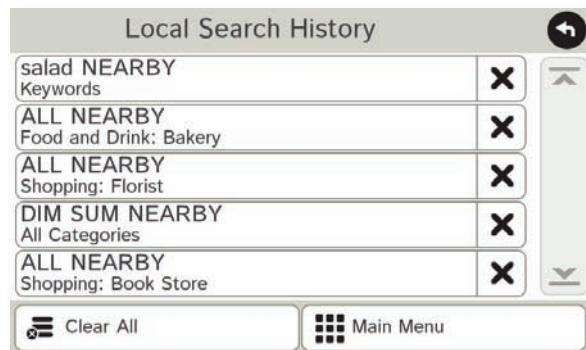 Local Search History
salad NEARBY
Keywords
ALL NEARBY
Food and Drink: Bakery
ALL NEARBY
Shopping: Florist
DIM SUM NEARBY
All Categories
ALL NEARBY
Shopping: Book Store
Clear All
Main Menu